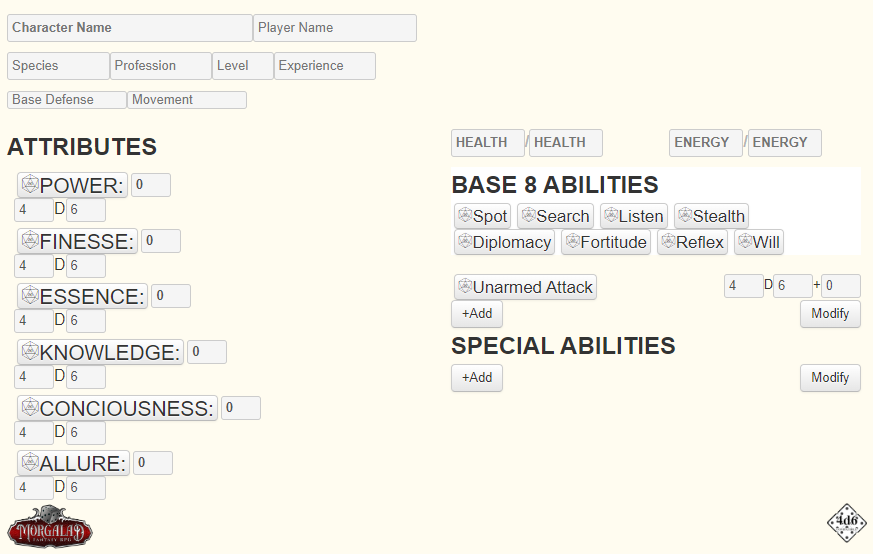 Character Name Player Name
Species Profession Level Experience
Base Defense Movement
ATTRIBUTES
POWER: 0
4 D 6
FINESSE: 0
4 D 6
ESSENCE: 0
4 D 6
KNOWLEDGE: 0
4 D 6
CONCIOUSNESS: 0
4 D 6
ALLURE: 0
4 D 6
MORGALAD
FANTASY RPG
HEALTH / HEALTH ENERGY / ENERGY
BASE 8 ABILITIES
Spot Search Listen Stealth
Diplomacy Fortitude Reflex Will
Unarmed Attack 4 D 6 + 0
+Add Modify
SPECIAL ABILITIES
+Add Modify
4d6